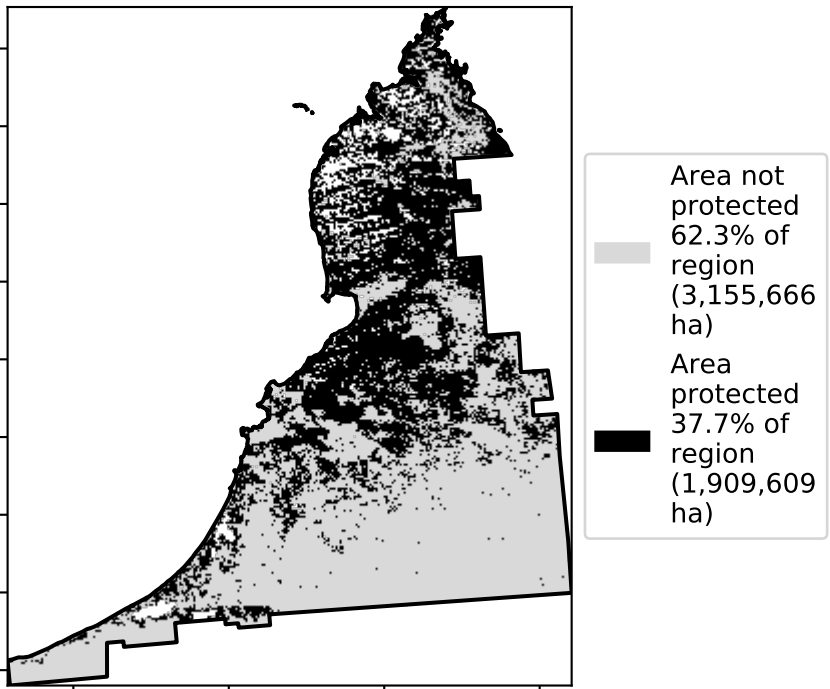 Area not
protected
62.3% of
region
(3,155,666
ha)
Area
protected
37.7% of
region
(1,909,609
ha)